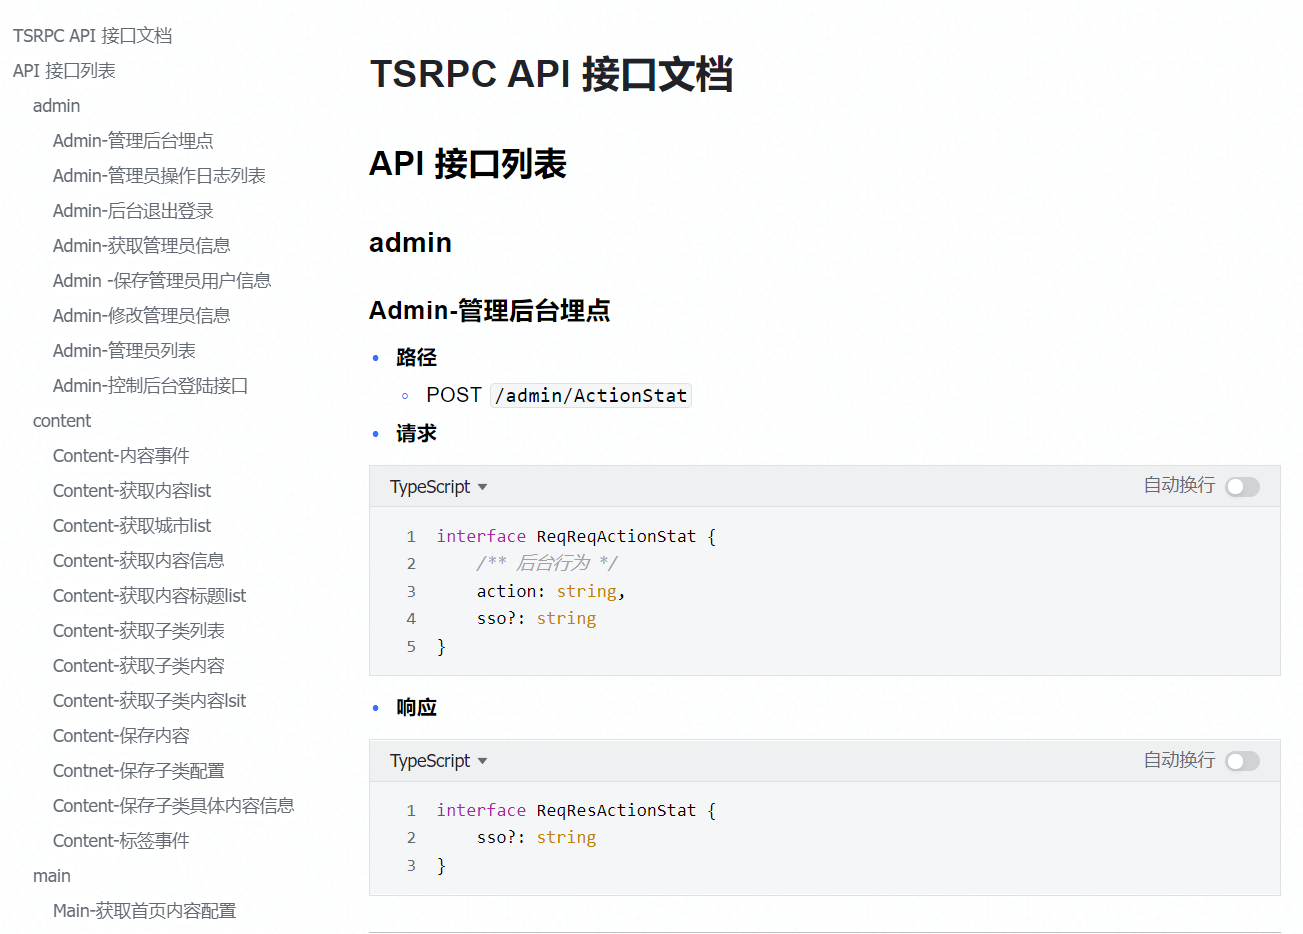 TSRPC API 接口文档
API 接口列表
admin
Admin-管理后台埋点
Admin-管理员操作日志列表
Admin-后台退出登录
Admin-获取管理员信息
Admin -保存管理员用户信息
Admin-修改管理员信息
Admin-管理员列表
Admin-控制后台登陆接口
content
Content-内容事件
Content-获取内容list
Content-获取城市list
Content-获取内容信息
Content-获取内容标题list
Content-获取子类列表
Content-获取子类内容
Content-获取子类内容lsit
Content-保存内容
Contnet-保存子类配置
Content-保存子类具体内容信息
Content-标签事件
main
Main-获取首页内容配置
TSRPC API 接口文档
API 接口列表
admin
Admin-管理后台埋点
路径
POST /admin/ActionStat
请求
TypeScript 自动换行
1 interface ReqReqActionStat {
2 /** 后台行为 */
3 action: string,
4 sso?: string
5 }
响应
TypeScript 自动换行
1 interface ReqResActionStat {
2 sso?: string
3 }